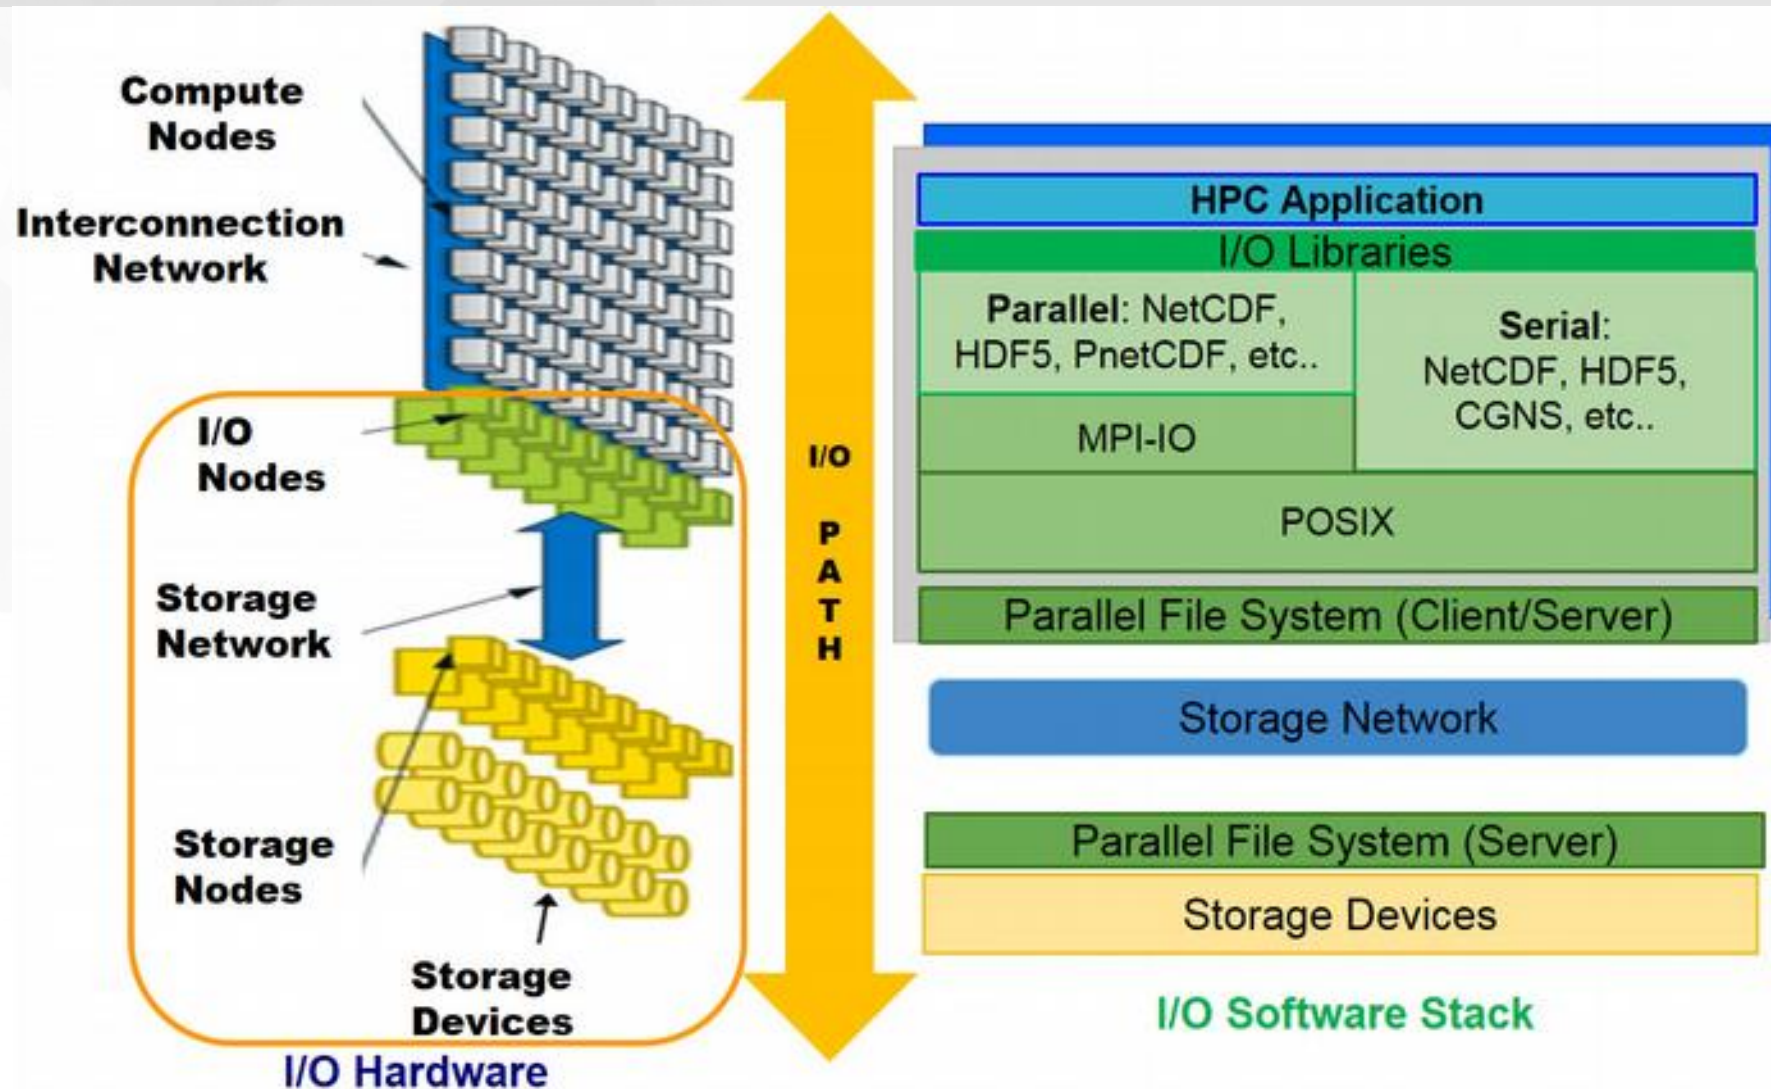 Compute
Nodes
Interconnection
Network
I/O
Nodes
Storage
Network
Storage
Nodes
Storage
Devices
I/O Hardware
I/O
P
A
T
H
HPC Application
I/O Libraries
Parallel: NetCDF,
HDF5, PnetCDF, etc..
MPI-IO
Serial:
NetCDF, HDF5,
CGNS, etc..
POSIX
Parallel File System (Client/Server)
Storage Network
Parallel File System (Server)
Storage Devices
I/O Software Stack